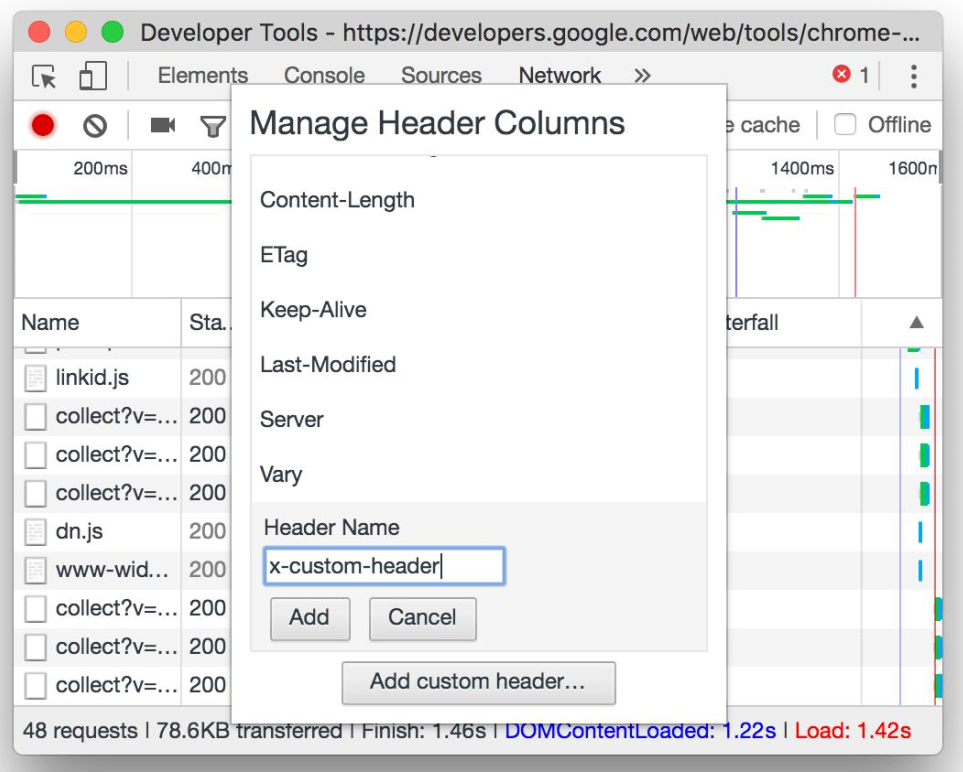 Developer Tools - https://developers.google.com/web/tools/chrome-...
Elements Console Sources Network >> 1
Manage Header Columns
e cache Offline
200ms 400m 1400ms 1600m
Content-Length
ETag
Keep-Alive
Name Sta... terfall ▲
Last-Modified
linkid.js 200
Server
collect?v=... 200
collect?v=... 200
Vary
collect?v=... 200
Header Name
dn.js 200
x-custom-header
www-wid... 200
collect?v=... 200
Add Cancel
collect?v=... 200
Add custom header...
collect?v=... 200
48 requests | 78.6KB transferred | Finish: 1.46s | DOMContentLoaded: 1.22s | Load: 1.42s